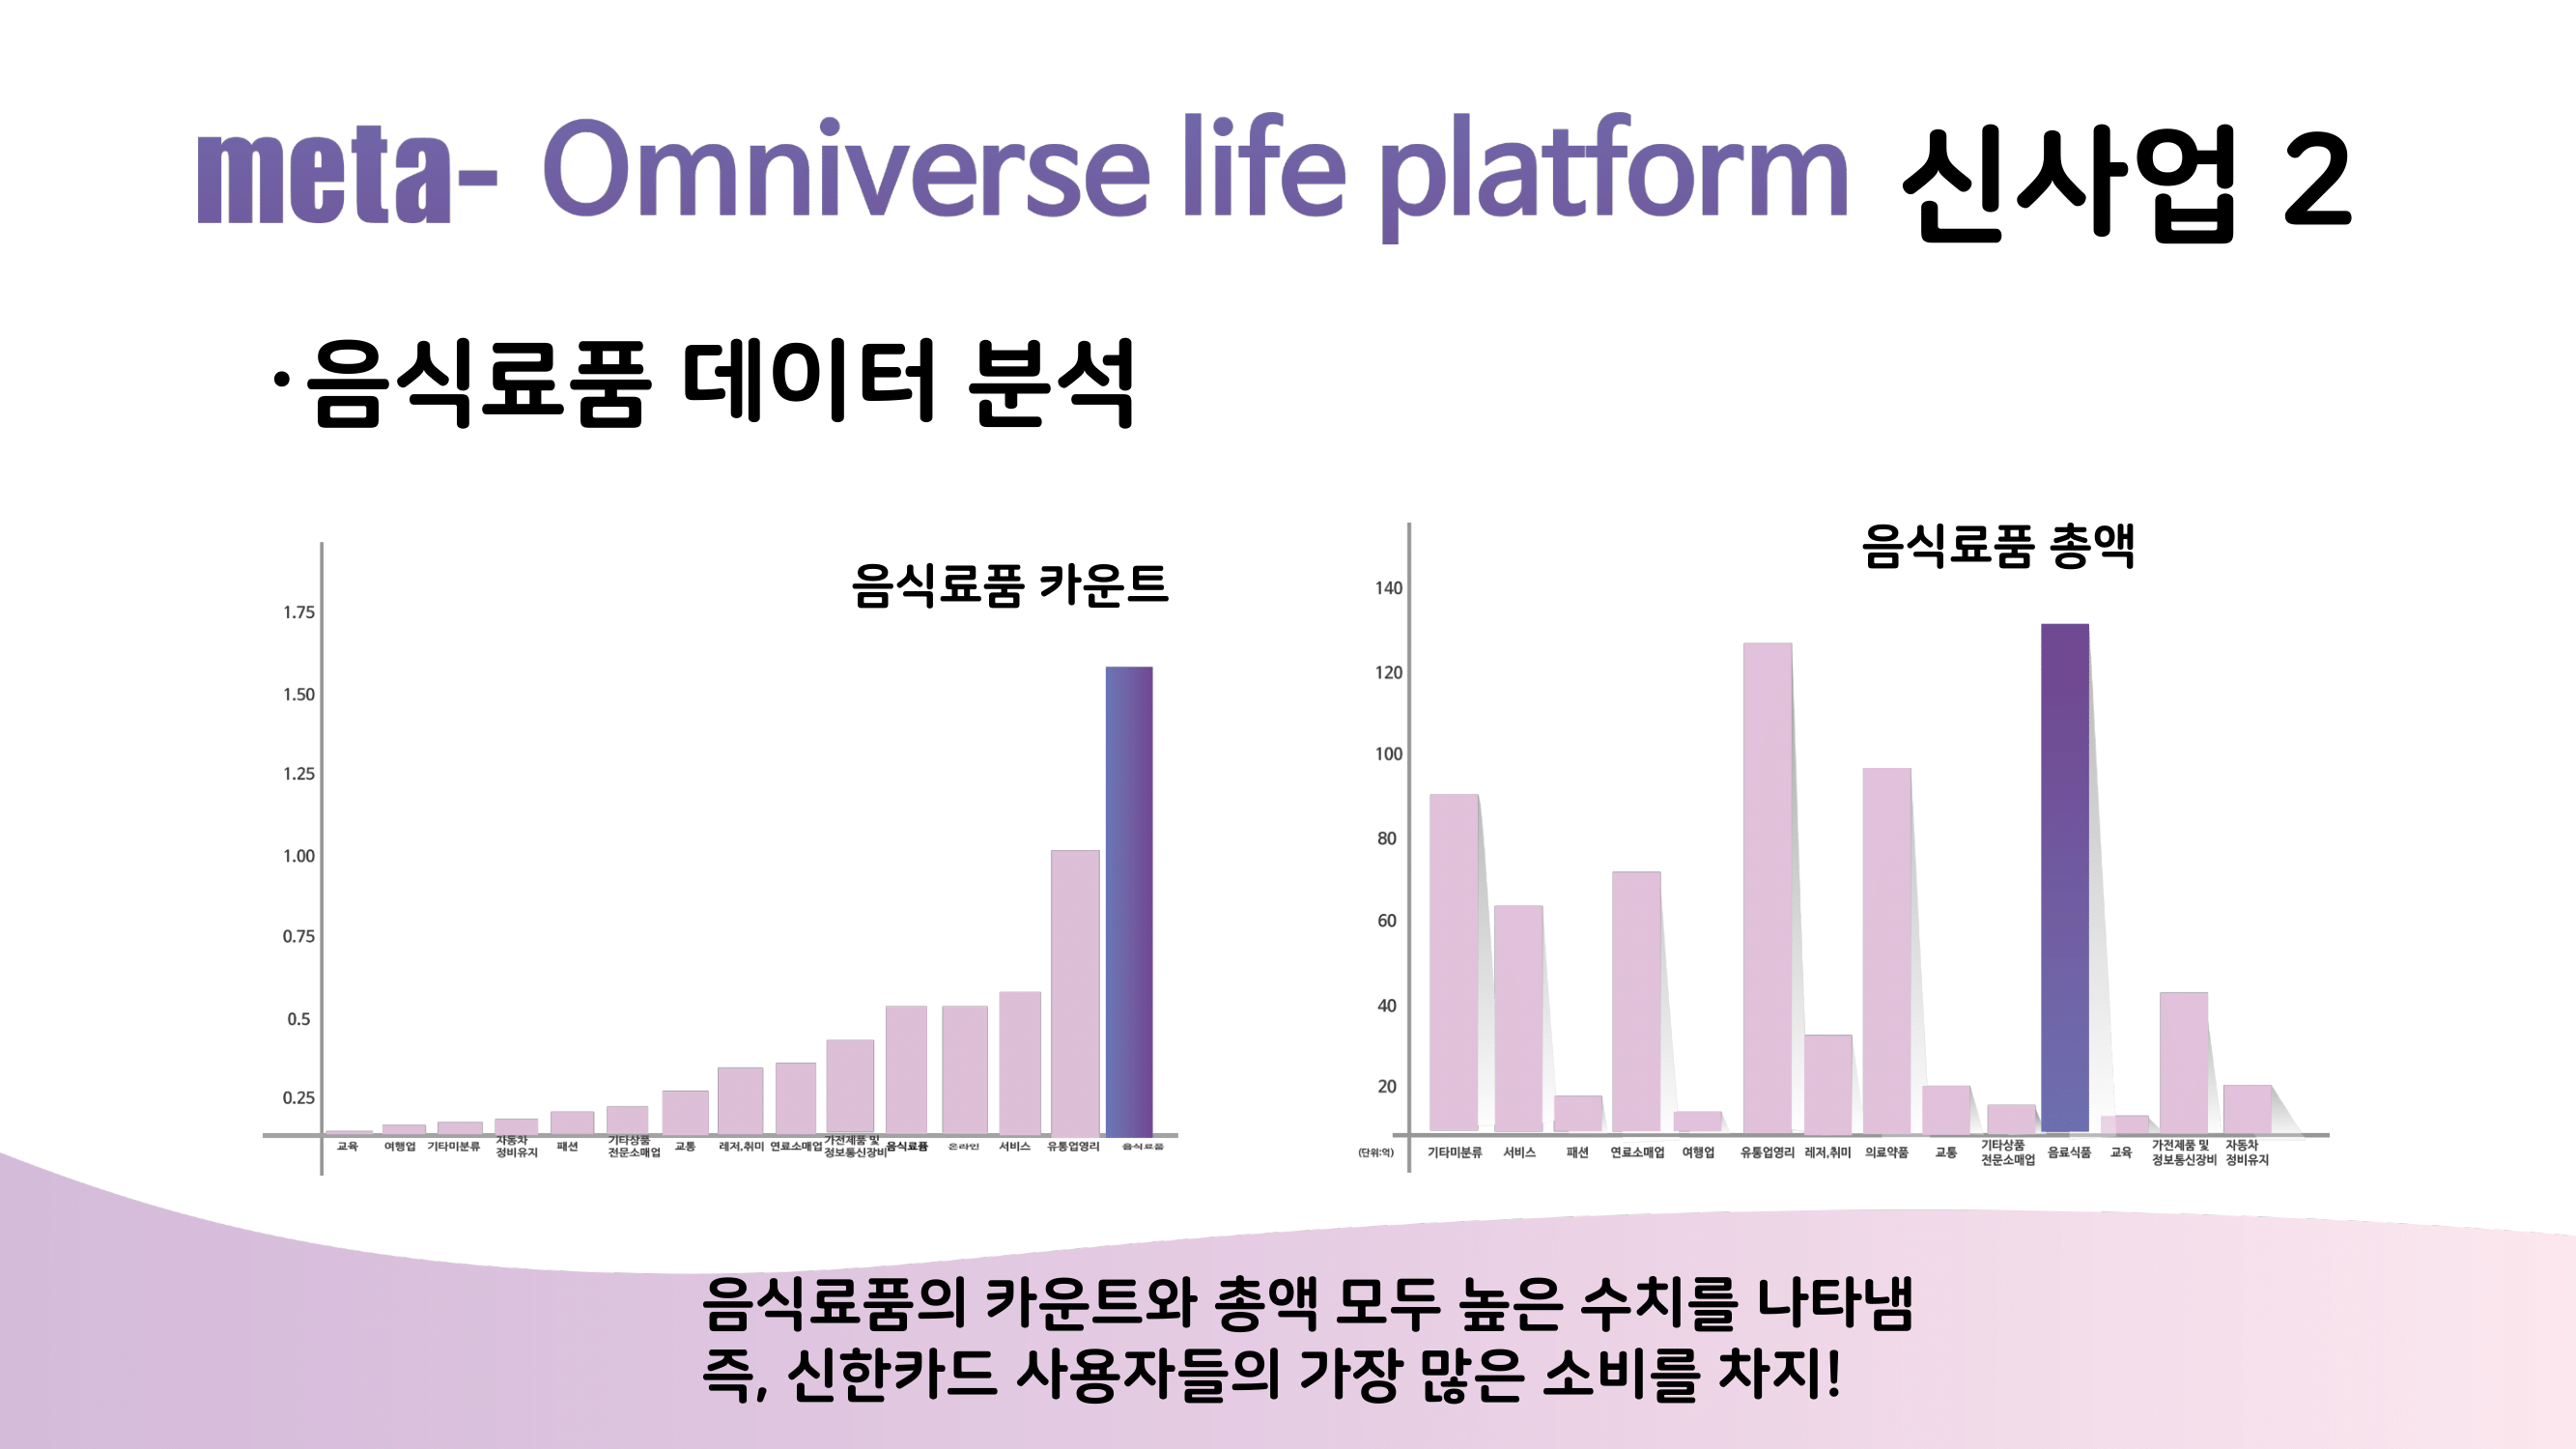 meta- Omniverse life platform 신사업 2
·음식료품 데이터 분석
음식료품 카운트
1.75
1.50
1.25
1.00
0.75
0.5
0.25
교육 여행업 기타미분류 자동차 정비유지 패션 기타상품 전문소매업 교통 레저,취미 연료소매업 가전제품 및 정보통신장비 음식료퓸 온라인 서비스 유통업영리 음식료품
음식료품 총액
140
120
100
80
60
40
20
(단위:억) 기타미분류 서비스 패션 연료소매업 여행업 유통업영리 레저,취미 의료약품 교통 기타상품 전문소매업 음료식품 교육 가전제품 및 정보통신장비 자동차 정비유지
음식료품의 카운트와 총액 모두 높은 수치를 나타냄
즉, 신한카드 사용자들의 가장 많은 소비를 차지!